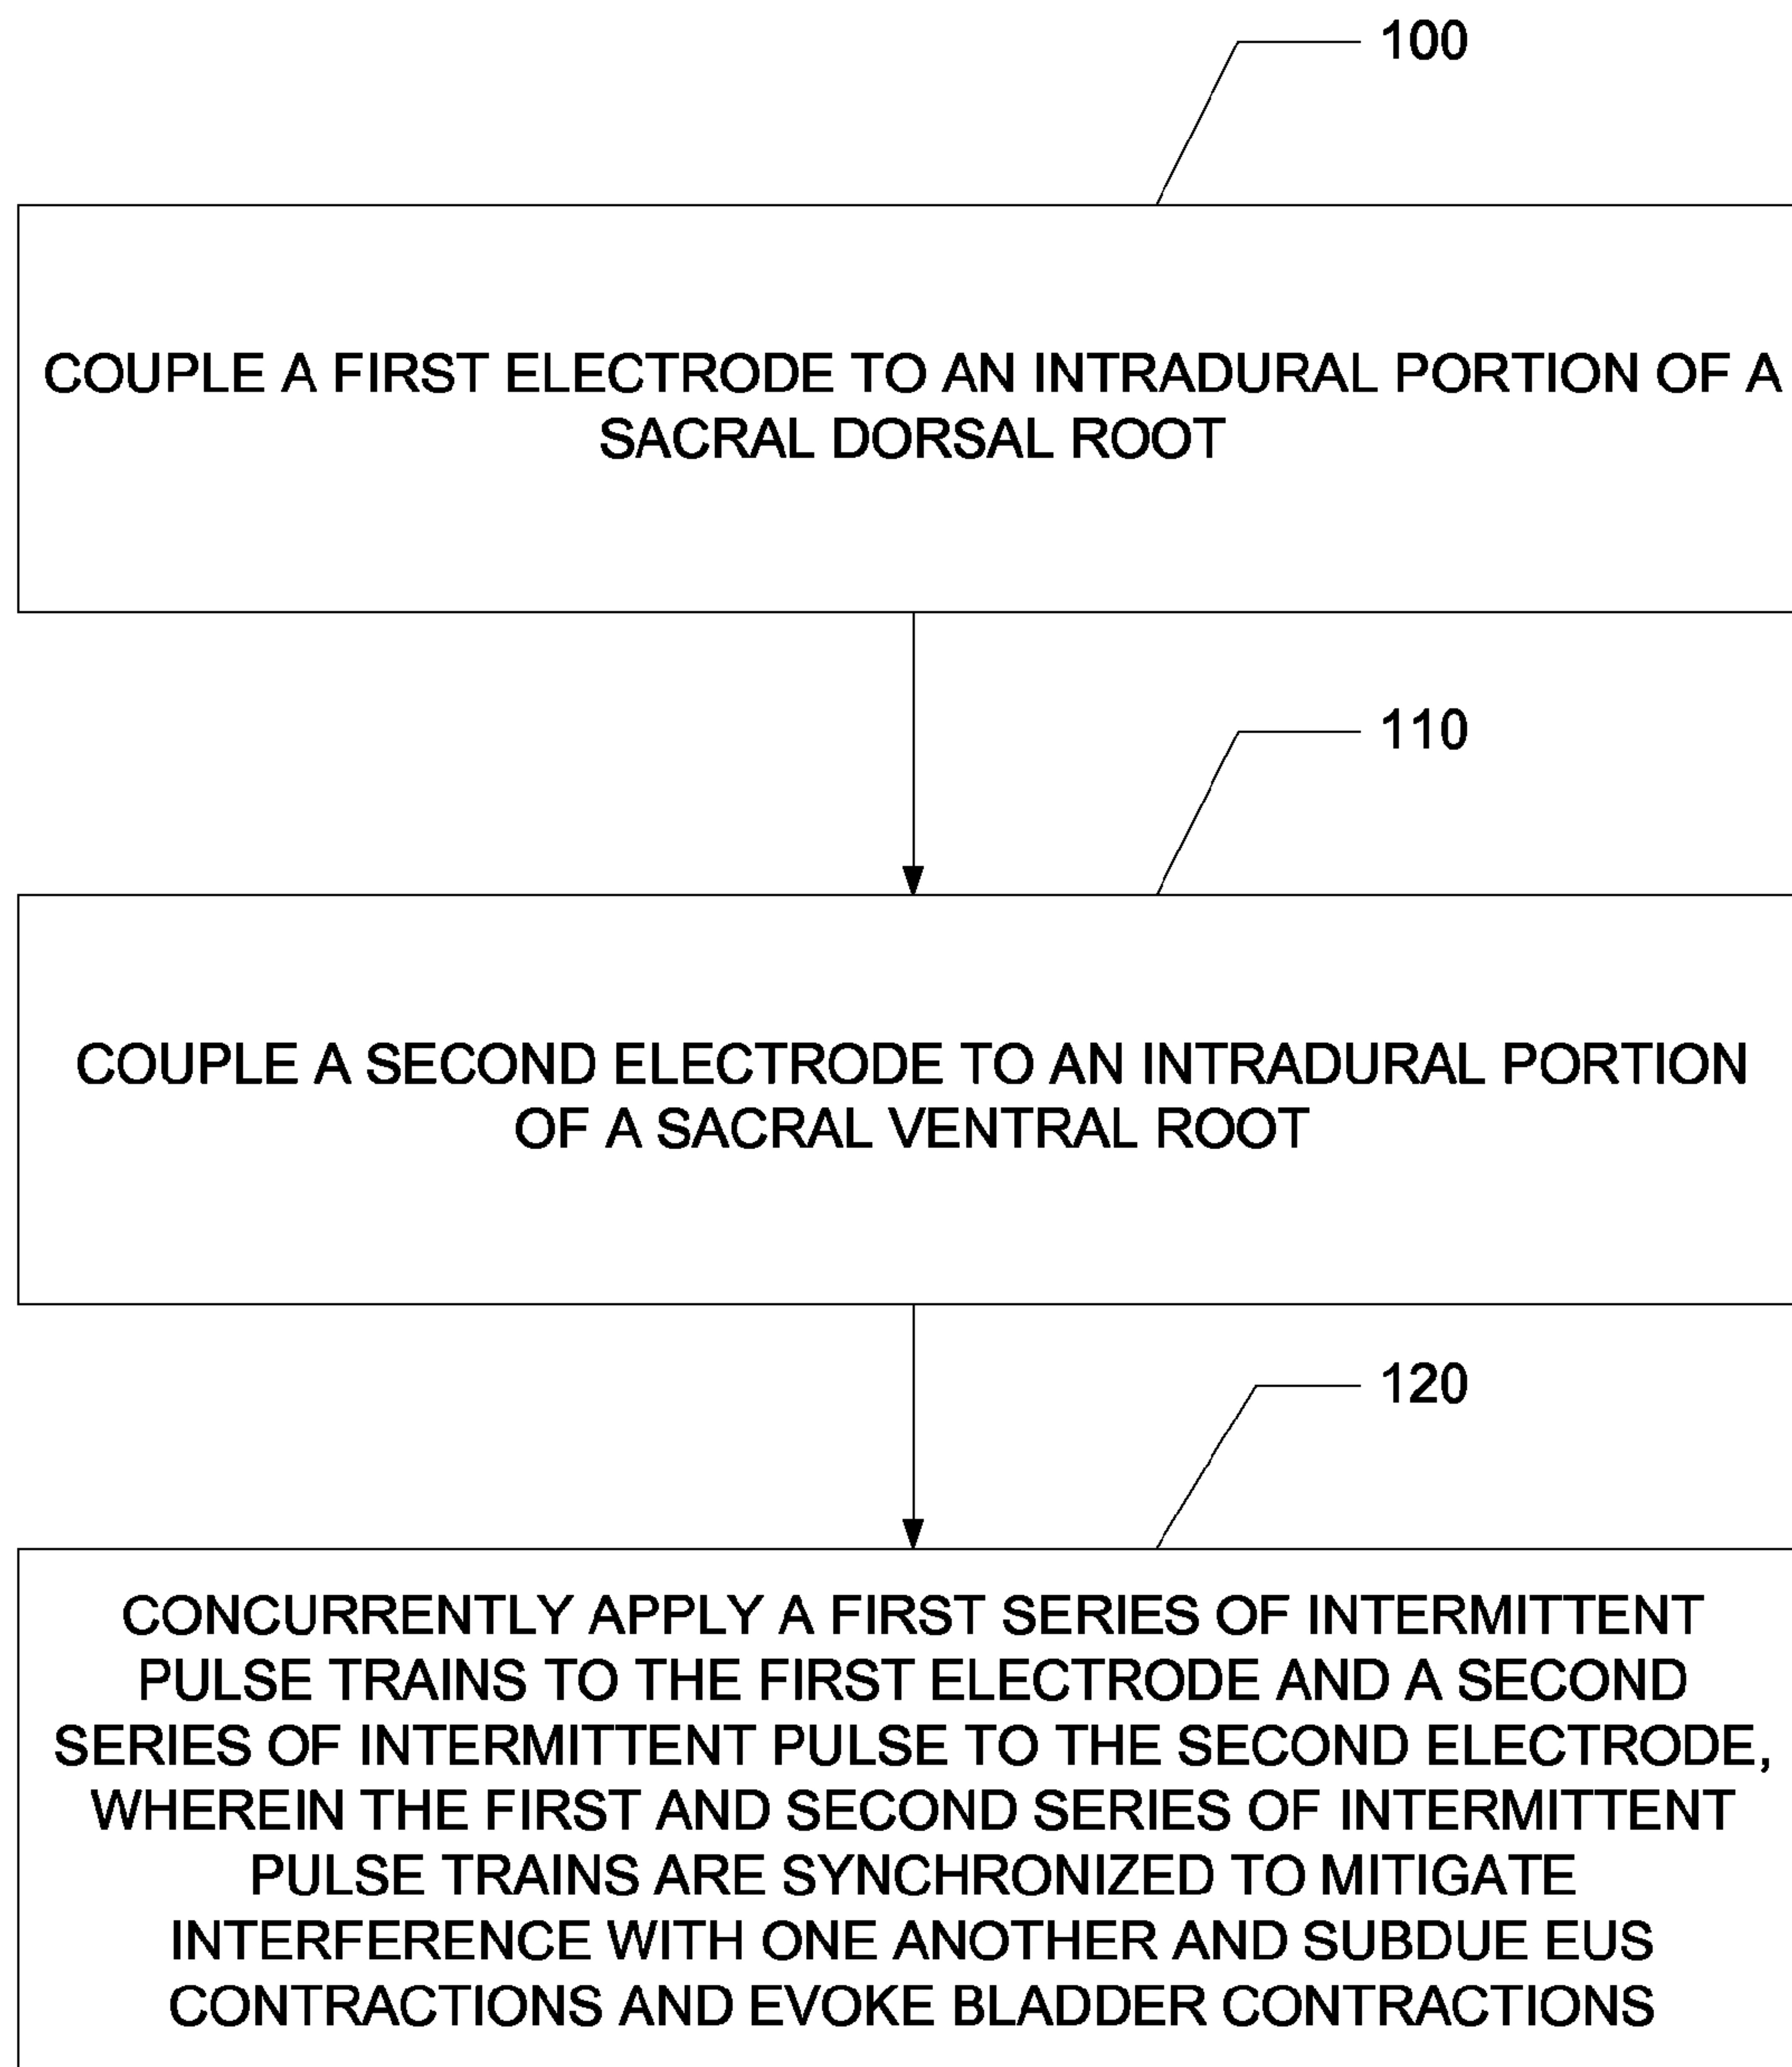 100
COUPLE A FIRST ELECTRODE TO AN INTRADURAL PORTION OF A
SACRAL DORSAL ROOT
110
COUPLE A SECOND ELECTRODE TO AN INTRADURAL PORTION
OF A SACRAL VENTRAL ROOT
120
CONCURRENTLY APPLY A FIRST SERIES OF INTERMITTENT
PULSE TRAINS TO THE FIRST ELECTRODE AND A SECOND
SERIES OF INTERMITTENT PULSE TO THE SECOND ELECTRODE,
WHEREIN THE FIRST AND SECOND SERIES OF INTERMITTENT
PULSE TRAINS ARE SYNCHRONIZED TO MITIGATE
INTERFERENCE WITH ONE ANOTHER AND SUBDUE EUS
CONTRACTIONS AND EVOKE BLADDER CONTRACTIONS